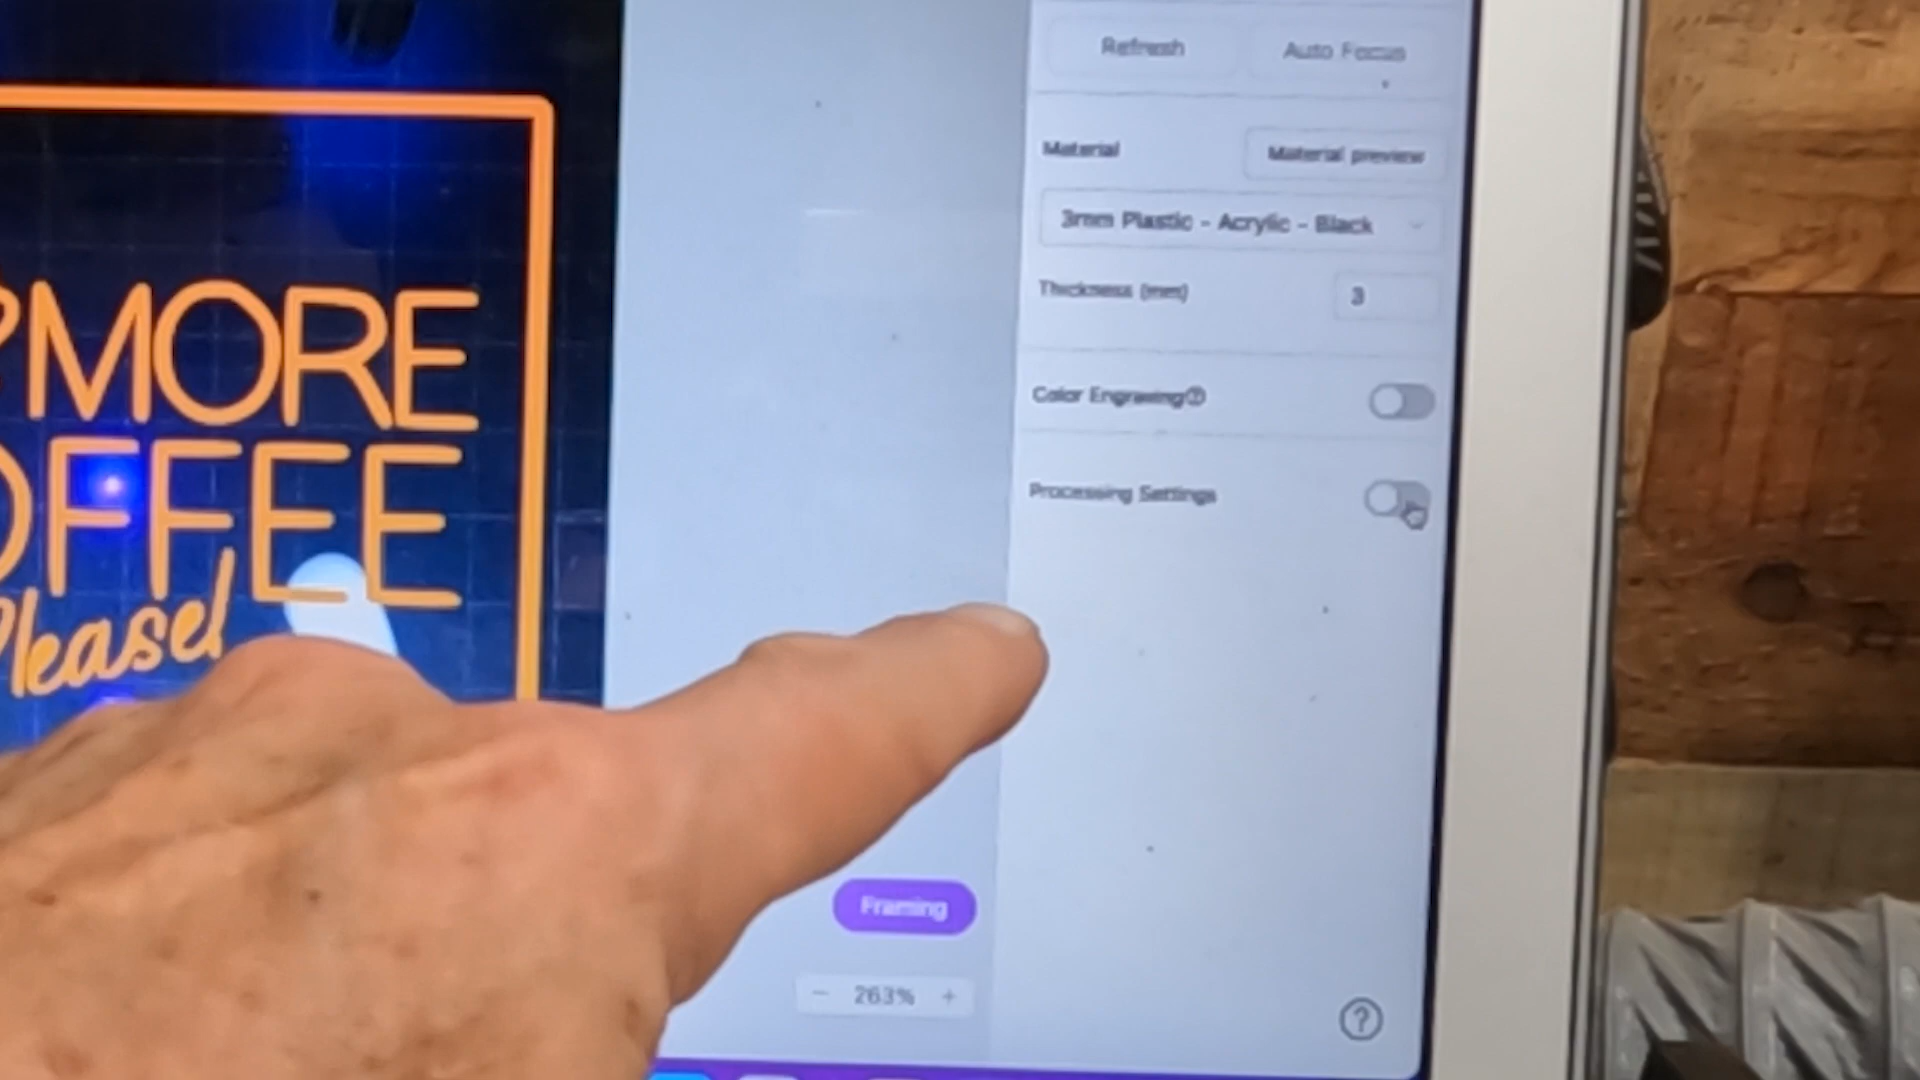 Refresh
Auto Focus
Material
Material preview
3mm Plastic - Acrylic - Black
Thickness (mm)
3
MORE
Color Engraving?
OFFEE
Processing Settings
Please!
Framing
- 263% +
?